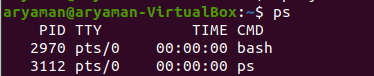 aryaman@aryaman-VirtualBox:~$ ps
    PID TTY          TIME CMD
   2970 pts/0    00:00:00 bash
   3112 pts/0    00:00:00 ps